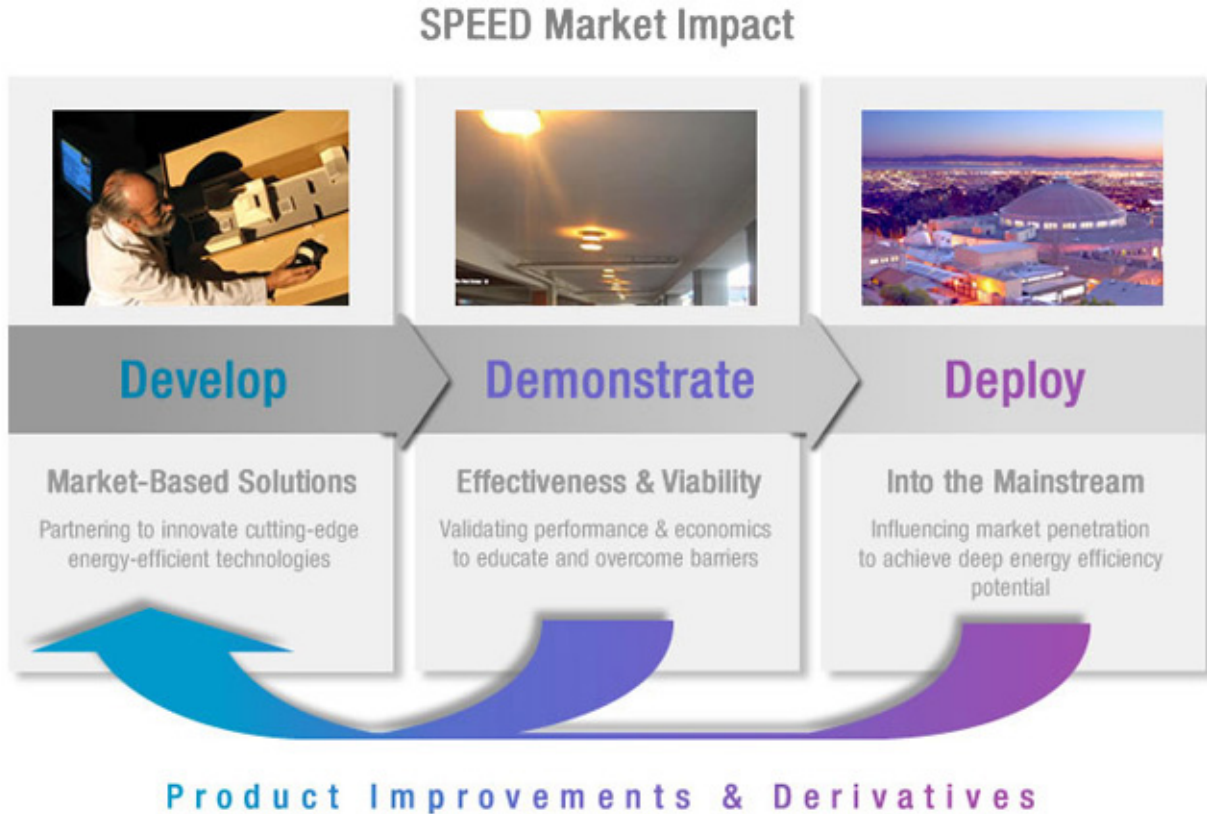 SPEED Market Impact
Develop
Demonstrate
Deploy
Market-Based Solutions
Partnering to innovate cutting-edge
energy-efficient technologies
Effectiveness & Viability
Validating performance & economics
to educate and overcome barriers
Into the Mainstream
Influencing market penetration
to achieve deep energy efficiency
potential
Product Improvements & Derivatives